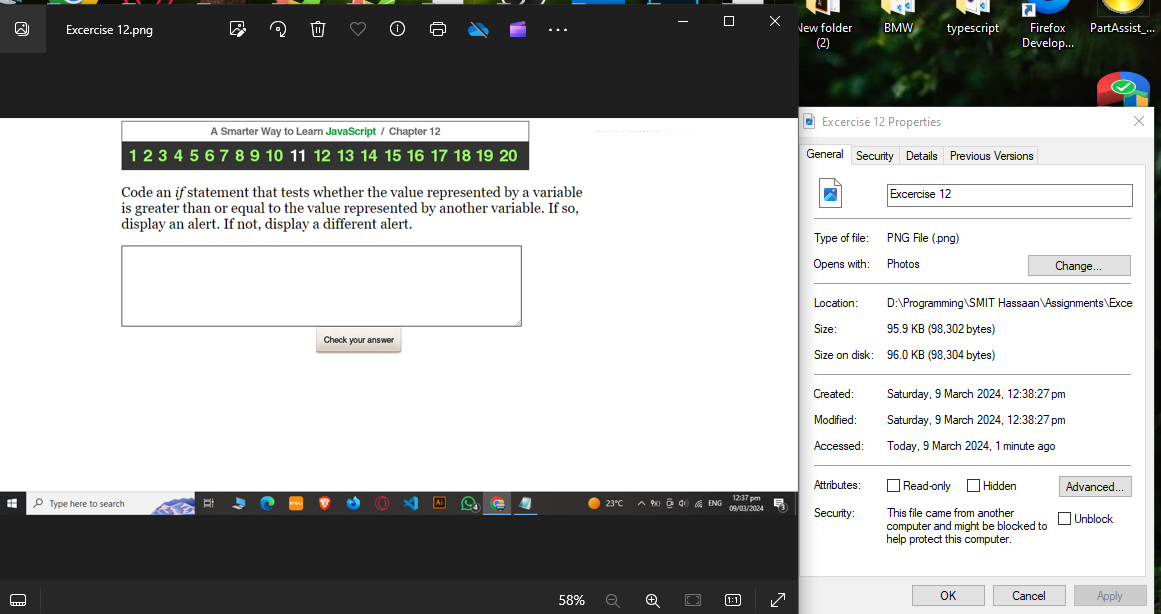 Excercise 12.png
A Smarter Way to Learn JavaScript / Chapter 12
1 2 3 4 5 6 7 8 9 10 11 12 13 14 15 16 17 18 19 20
Code an if statement that tests whether the value represented by a variable
is greater than or equal to the value represented by another variable. If so,
display an alert. If not, display a different alert.
Check your answer
Type here to search
Ai
4
23°C
ENG
12:37 pm
09/03/2024
3
58%
1:1
New folder
(2)
BMW
typescript
Firefox
Develop...
PartAssist_...
Excercise 12 Properties
General
Security
Details
Previous Versions
Excercise 12
Type of file:
PNG File (.png)
Opens with:
Photos
Change...
Location:
D:\Programming\SMIT Hassaan\Assignments\Exce
Size:
95.9 KB (98,302 bytes)
Size on disk:
96.0 KB (98,304 bytes)
Created:
Saturday, 9 March 2024, 12:38:27 pm
Modified:
Saturday, 9 March 2024, 12:38:27 pm
Accessed:
Today, 9 March 2024, 1 minute ago
Attributes:
Read-only
Hidden
Advanced...
Security:
This file came from another
computer and might be blocked to
help protect this computer.
Unblock
OK
Cancel
Apply